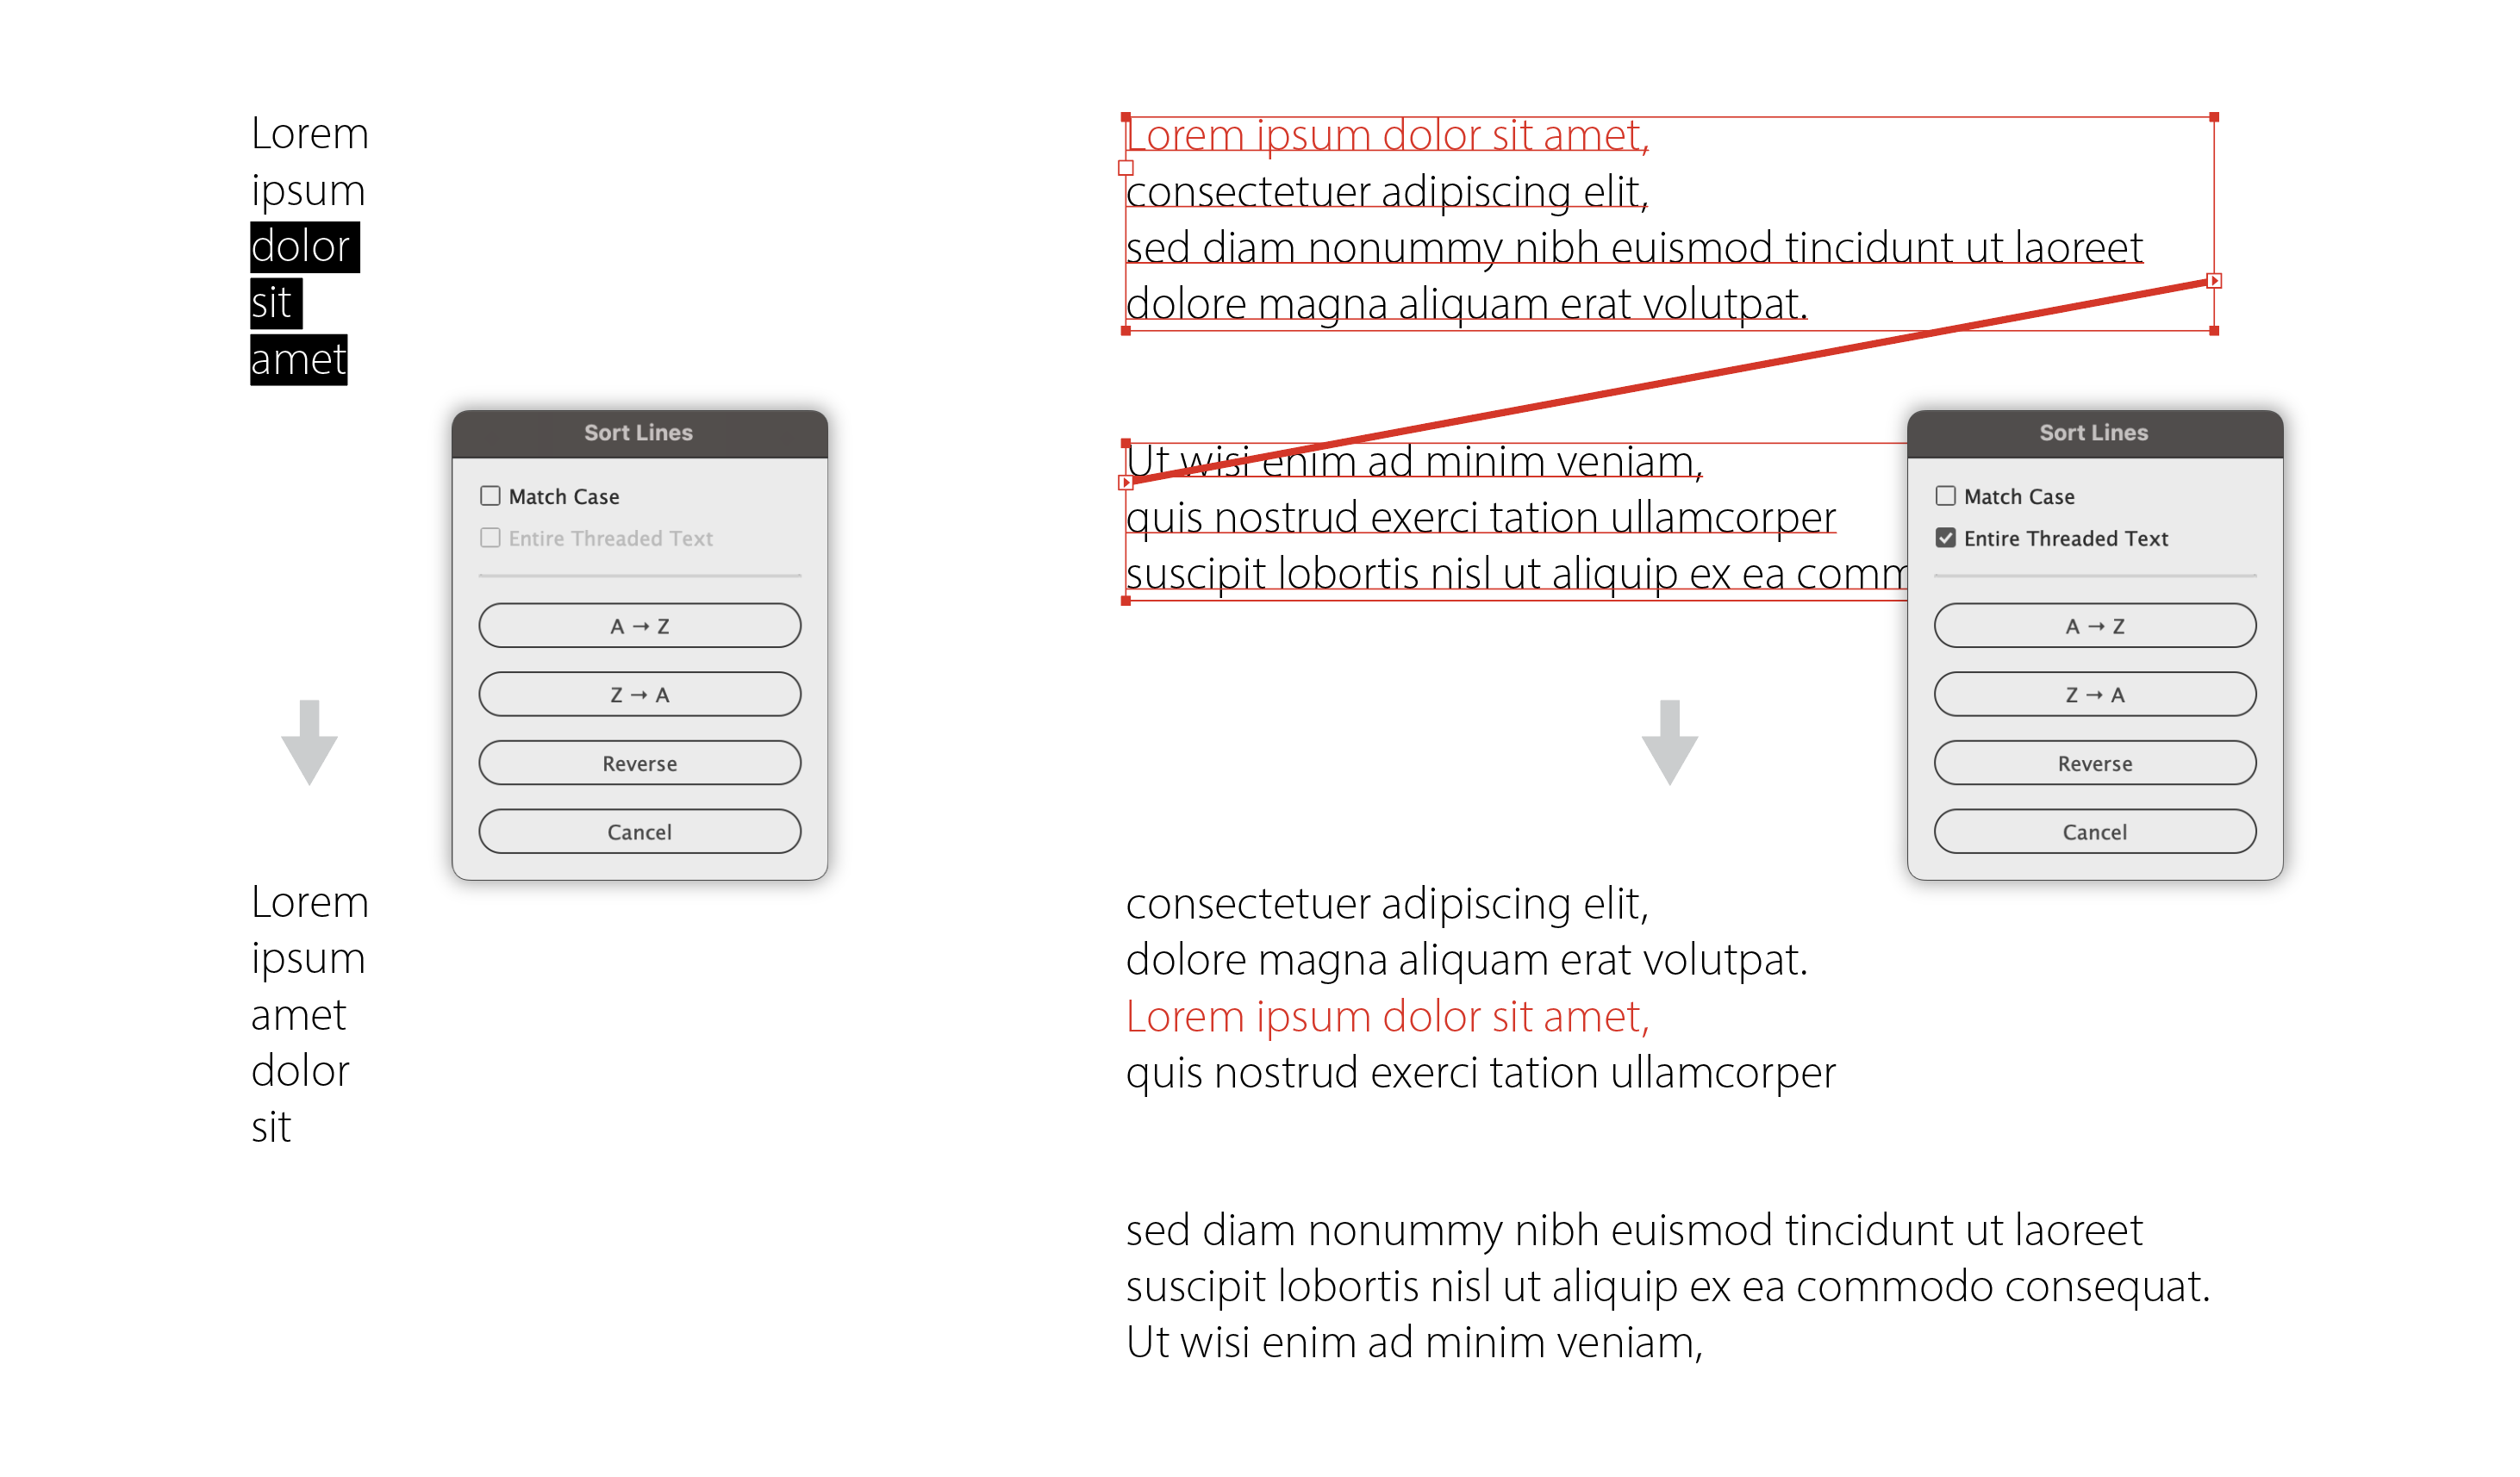 Lorem
ipsum
dolor
sit
amet
Sort Lines
Match Case
Entire Threaded Text
A → Z
Z → A
Reverse
Cancel
Lorem
ipsum
amet
dolor
sit
Lorem ipsum dolor sit amet,
consectetuer adipiscing elit,
sed diam nonummy nibh euismod tincidunt ut laoreet
dolore magna aliquam erat volutpat.
Ut wisi enim ad minim veniam,
quis nostrud exerci tation ullamcorper
suscipit lobortis nisl ut aliquip ex ea comm
Sort Lines
Match Case
Entire Threaded Text
A → Z
Z → A
Reverse
Cancel
consectetuer adipiscing elit,
dolore magna aliquam erat volutpat.
Lorem ipsum dolor sit amet,
quis nostrud exerci tation ullamcorper
sed diam nonummy nibh euismod tincidunt ut laoreet
suscipit lobortis nisl ut aliquip ex ea commodo consequat.
Ut wisi enim ad minim veniam,